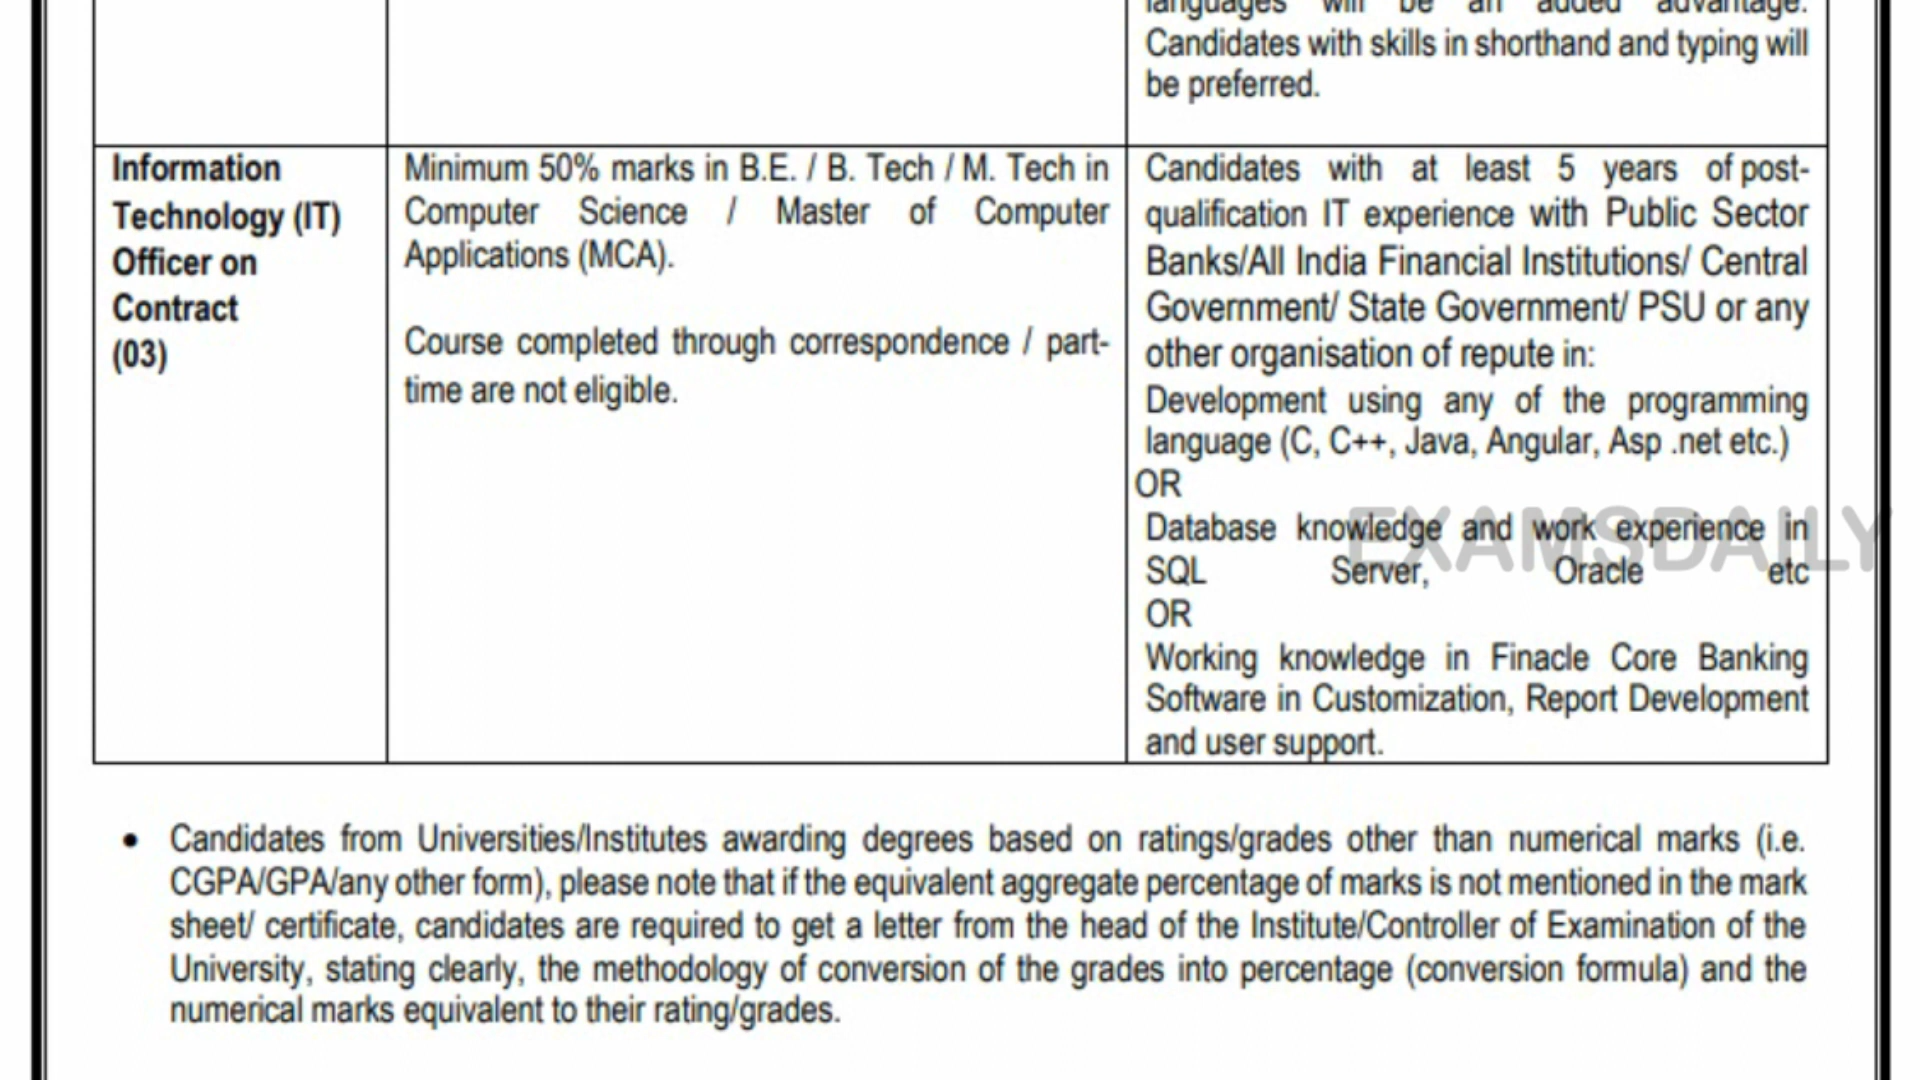 languages will be an added advantage.
Candidates with skills in shorthand and typing will
be preferred.
Information
Technology (IT)
Officer on
Contract
(03)
Minimum 50% marks in B.E. / B. Tech / M. Tech in
Computer Science / Master of Computer
Applications (MCA).
Course completed through correspondence / part-
time are not eligible.
Candidates with at least 5 years of post-
qualification IT experience with Public Sector
Banks/All India Financial Institutions/ Central
Government/ State Government/ PSU or any
other organisation of repute in:
Development using any of the programming
language (C, C++, Java, Angular, Asp .net etc.)
OR
Database knowledge and work experience in
SQL Server, Oracle etc
OR
Working knowledge in Finacle Core Banking
Software in Customization, Report Development
and user support.
EXAMSDAILY
• Candidates from Universities/Institutes awarding degrees based on ratings/grades other than numerical marks (i.e.
CGPA/GPA/any other form), please note that if the equivalent aggregate percentage of marks is not mentioned in the mark
sheet/ certificate, candidates are required to get a letter from the head of the Institute/Controller of Examination of the
University, stating clearly, the methodology of conversion of the grades into percentage (conversion formula) and the
numerical marks equivalent to their rating/grades.